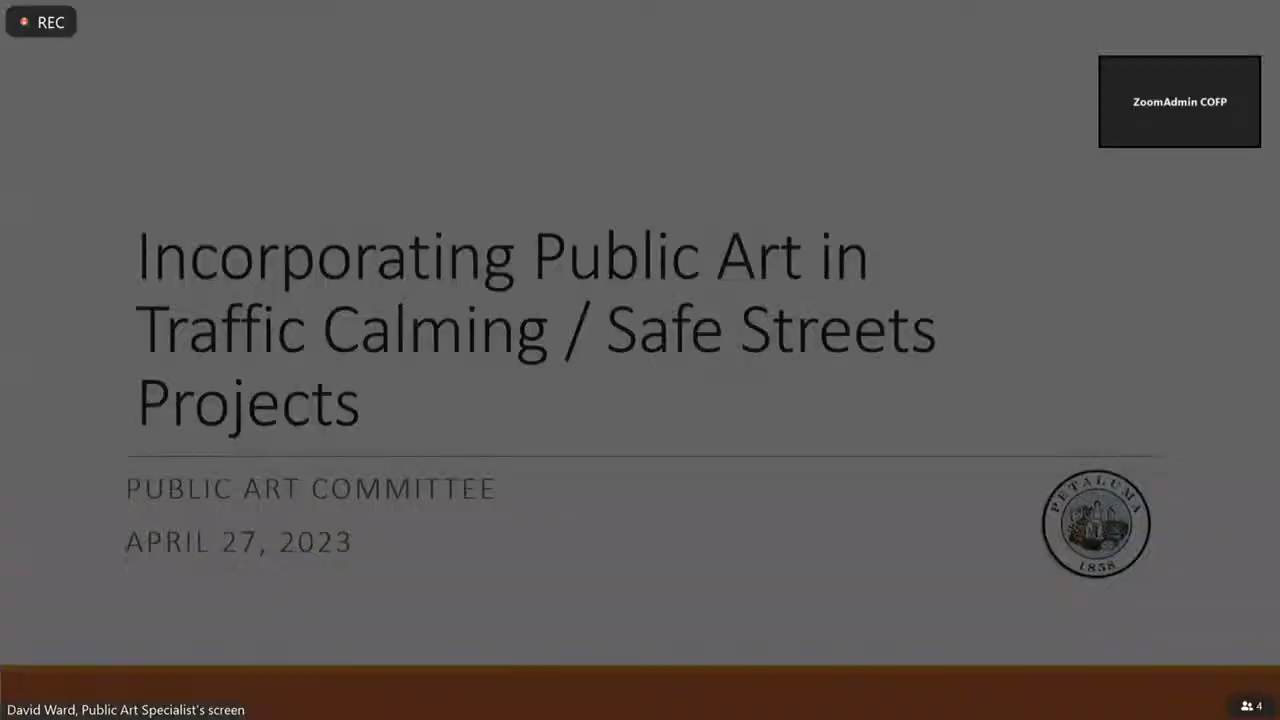 REC
ZoomAdmin COFP
Incorporating Public Art in
Traffic Calming / Safe Streets
Projects
PUBLIC ART COMMITTEE
APRIL 27, 2023
PETALUMA
1858
David Ward, Public Art Specialist's screen
4